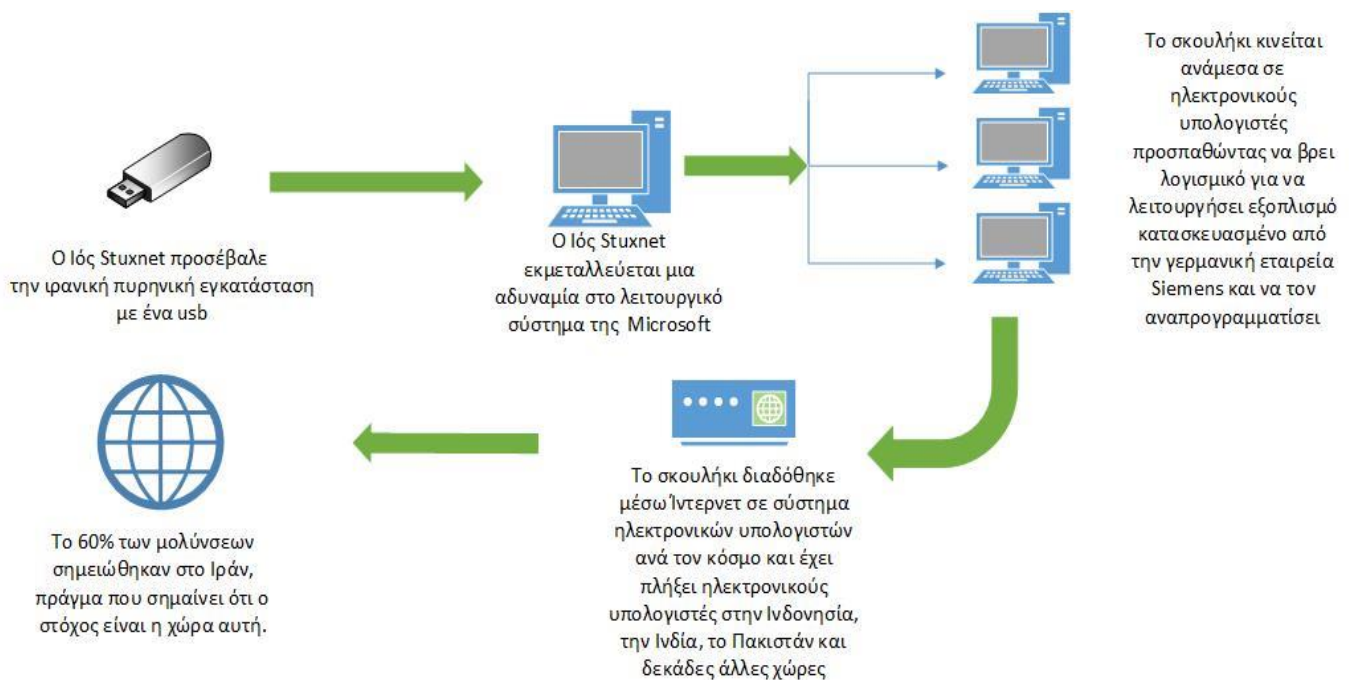 Ο Ιός Stuxnet προσέβαλε
την ιρανική πυρηνική εγκατάσταση
με ένα usb
Ο Ιός Stuxnet
εκμεταλλεύεται μια
αδυναμία στο λειτουργικό
σύστημα της Microsoft
Το σκουλήκι κινείται
ανάμεσα σε
ηλεκτρονικούς
υπολογιστές
προσπαθώντας να βρει
λογισμικό για να
λειτουργήσει εξοπλισμό
κατασκευασμένο από
την γερμανική εταιρεία
Siemens και να τον
αναπρογραμματίσει
Το σκουλήκι διαδόθηκε
μέσω Ίντερνετ σε σύστημα
ηλεκτρονικών υπολογιστών
ανά τον κόσμο και έχει
πλήξει ηλεκτρονικούς
υπολογιστές στην Ινδονησία,
την Ινδία, το Πακιστάν και
δεκάδες άλλες χώρες
Το 60% των μολύνσεων
σημειώθηκαν στο Ιράν,
πράγμα που σημαίνει ότι ο
στόχος είναι η χώρα αυτή.